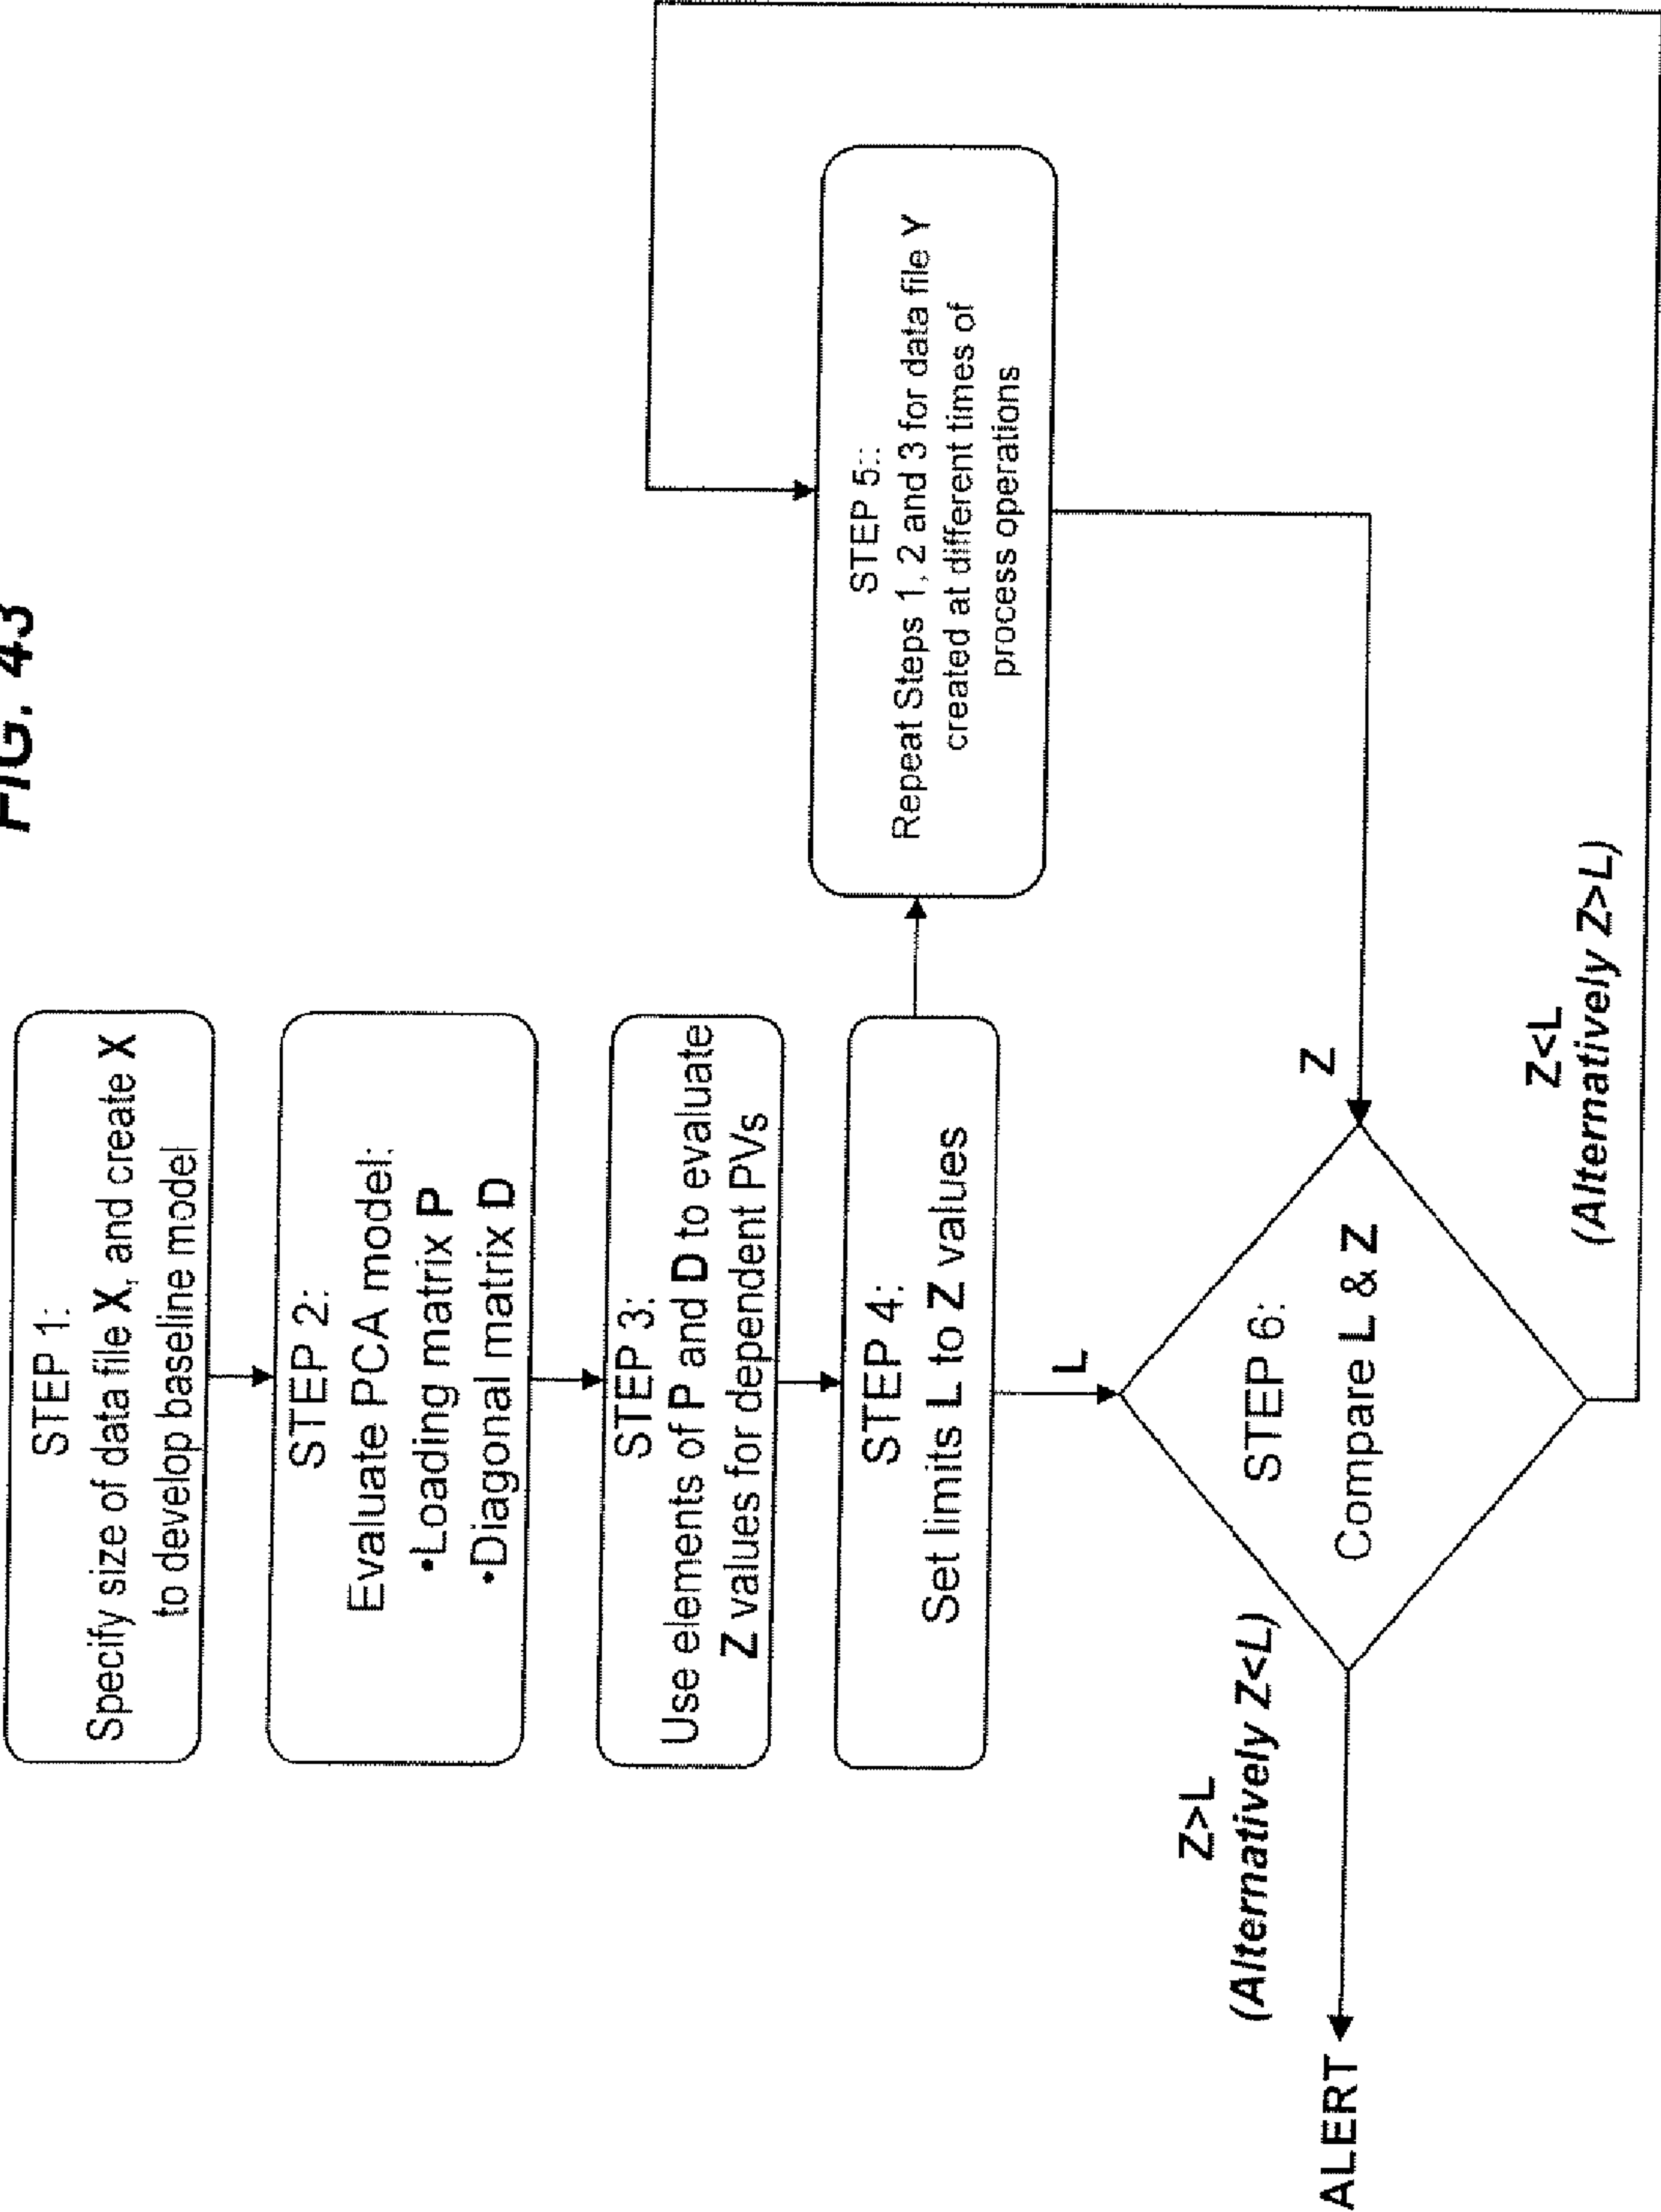 FIG. 43
STEP 1:
Specify size of data file X, and create X
to develop baseline model
STEP 2:
Evaluate PCA model:
•Loading matrix P
•Diagonal matrix D
STEP 3:
Use elements of P and D to evaluate
Z values for dependent PVs
STEP 4:
Set limits L to Z values
STEP 5::
Repeat Steps 1, 2 and 3 for data file Y
created at different times of
process operations
L
Z
STEP 6:
Compare L & Z
Z>L
(Alternatively Z<L)
ALERT
Z<L
(Alternatively Z>L)